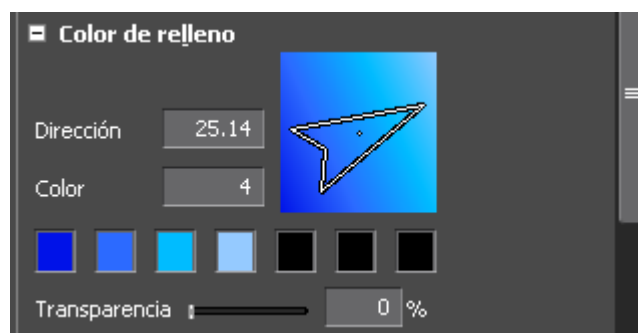 Color de relleno
Dirección 25.14
Color 4
Transparencia 0 %